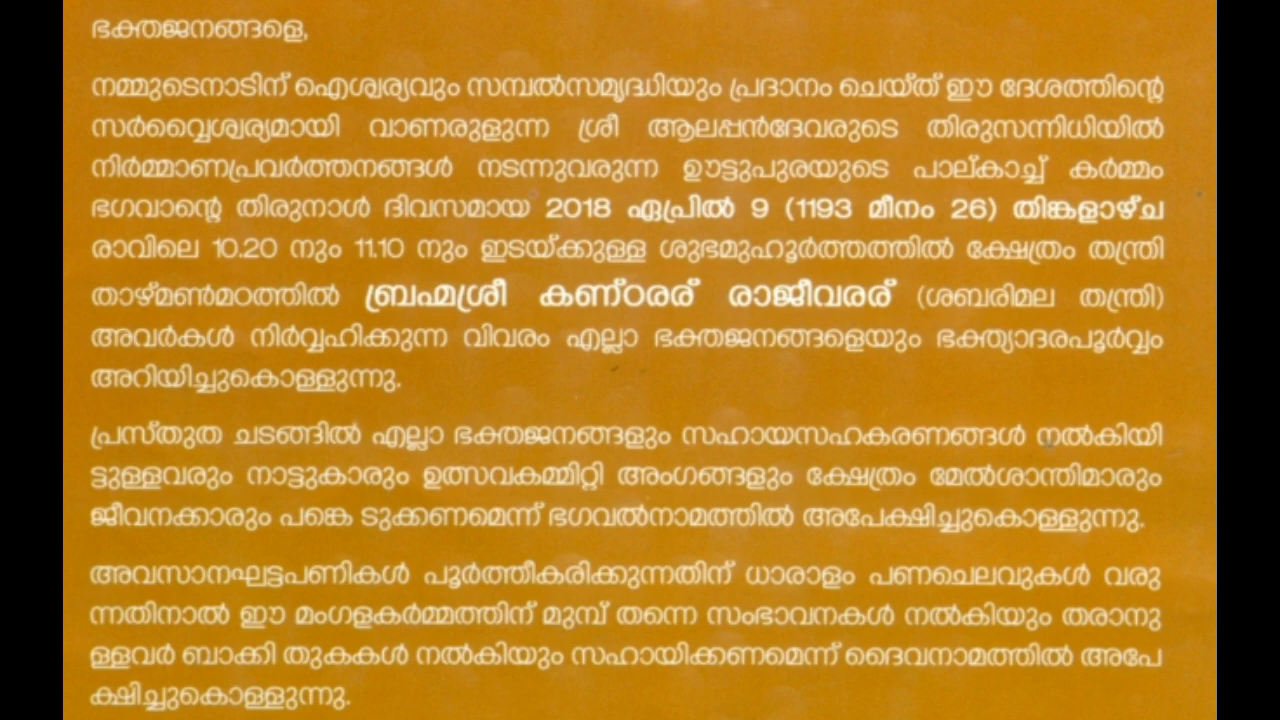 ഭക്തജനങ്ങളെ,
നമ്മുടെനാടിന് ഐശ്വര്യവും സമ്പൽസമൃദ്ധിയും പ്രദാനം ചെയ്ത് ഈ ദേശത്തിന്റെ
സർവ്വൈശ്വര്യമായി വാണരുളുന്ന ശ്രീ ആലപ്പൻദേവരുടെ തിരുസന്നിധിയിൽ
നിർമ്മാണപ്രവർത്തനങ്ങൾ നടന്നുവരുന്ന ഊട്ടുപുരയുടെ പാല്കാച്ച് കർമ്മം
ഭഗവാന്റെ തിരുനാൾ ദിവസമായ 2018 ഏപ്രിൽ 9 (1193 മീനം 26) തിങ്കളാഴ്ച
രാവിലെ 10.20 നും 11.10 നും ഇടയ്ക്കുള്ള ശുഭമുഹൂർത്തത്തിൽ ക്ഷേത്രം തന്ത്രി
താഴ്മൺമഠത്തിൽ ബ്രഹ്മശ്രീ കണ്ഠരര് രാജീവരര് (ശബരിമല തന്ത്രി)
അവർകൾ നിർവ്വഹിക്കുന്ന വിവരം എല്ലാ ഭക്തജനങ്ങളെയും ഭക്ത്യാദരപൂർവ്വം
അറിയിച്ചുകൊള്ളുന്നു.
പ്രസ്തുത ചടങ്ങിൽ എല്ലാ ഭക്തജനങ്ങളും സഹായസഹകരണങ്ങൾ നൽകിയി
ട്ടുള്ളവരും നാട്ടുകാരും ഉത്സവകമ്മിറ്റി അംഗങ്ങളും ക്ഷേത്രം മേൽശാന്തിമാരും
ജീവനക്കാരും പങ്കെ ടുക്കണമെന്ന് ഭഗവൽനാമത്തിൽ അപേക്ഷിച്ചുകൊള്ളുന്നു.
അവസാനഘട്ടപണികൾ പൂർത്തീകരിക്കുന്നതിന് ധാരാളം പണചെലവുകൾ വരു
ന്നതിനാൽ ഈ മംഗളകർമ്മത്തിന് മുമ്പ് തന്നെ സംഭാവനകൾ നൽകിയും തരാനു
ള്ളവർ ബാക്കി തുകകൾ നൽകിയും സഹായിക്കണമെന്ന് ദൈവനാമത്തിൽ അപേ
ക്ഷിച്ചുകൊള്ളുന്നു.